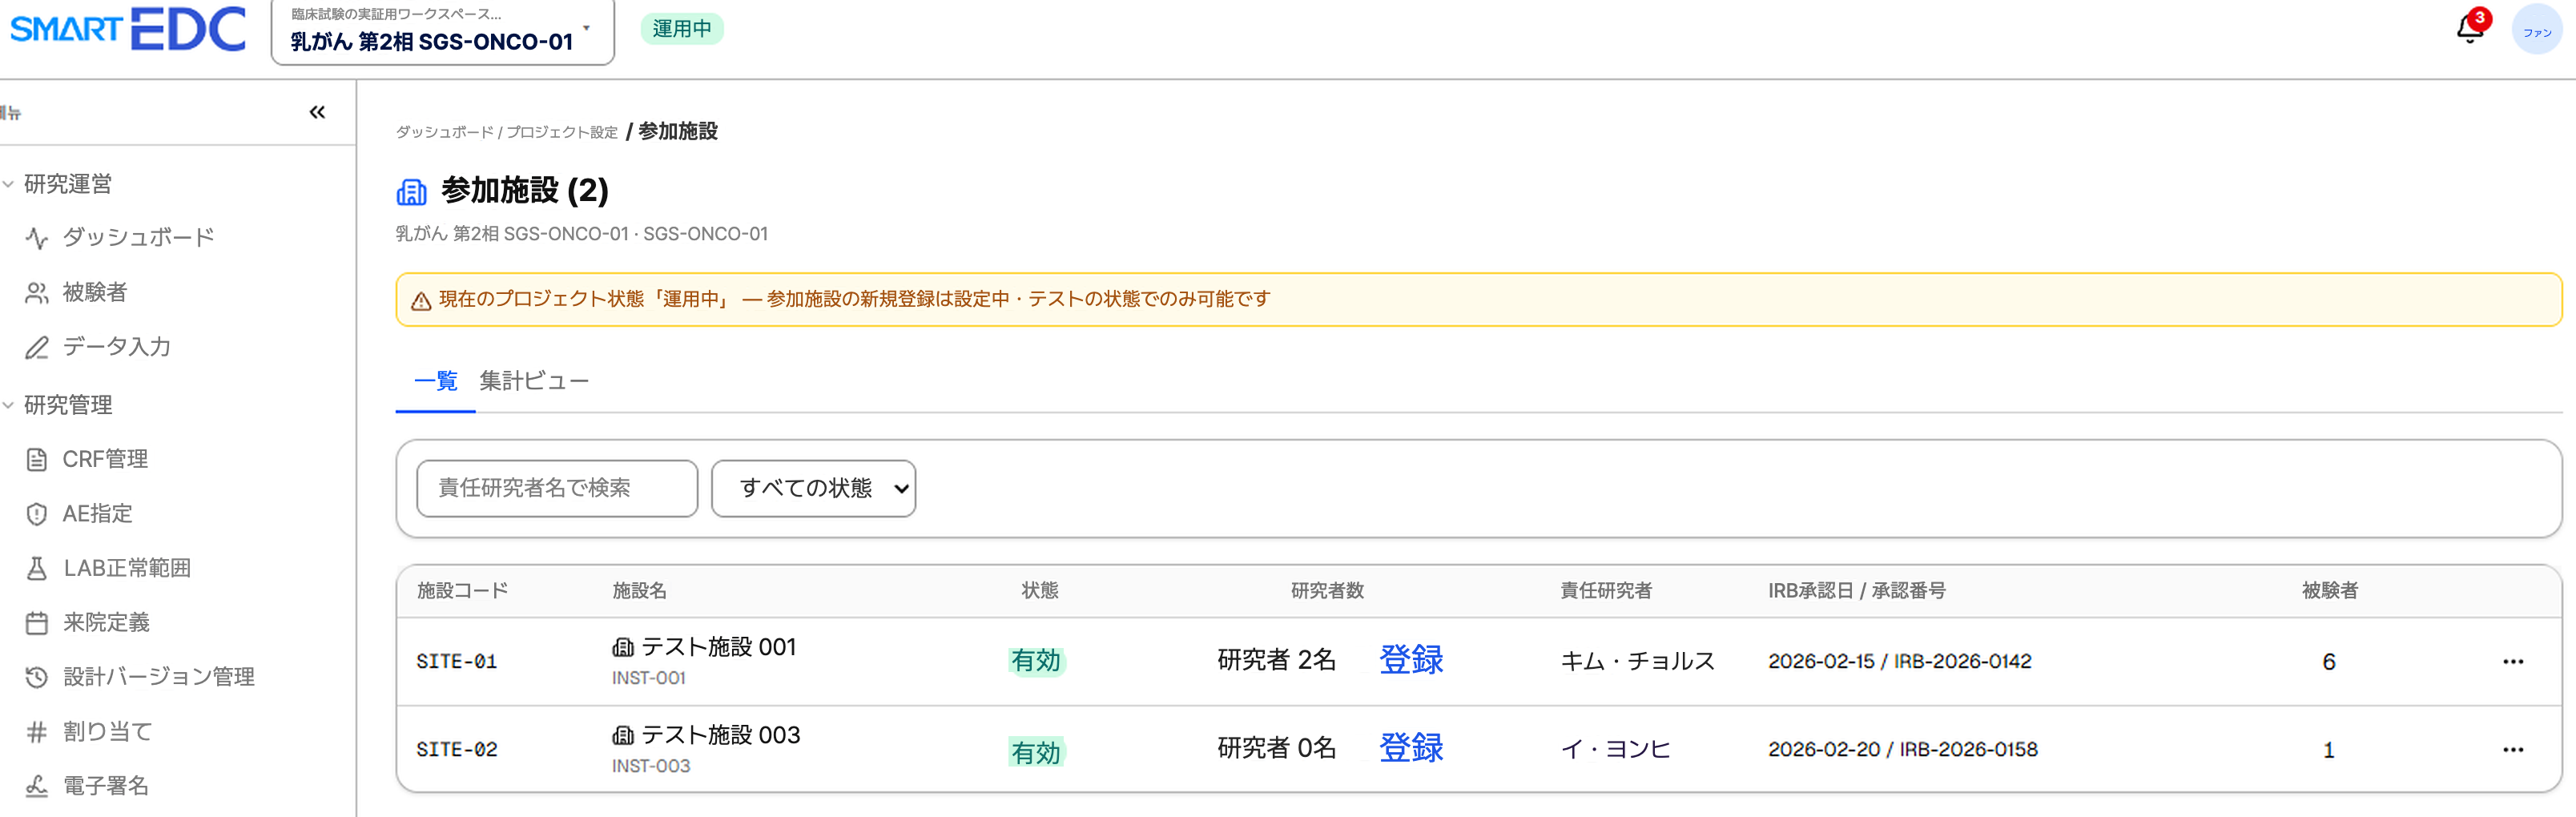 SMART EDC
臨床試験の実証用ワークスペース...
乳がん 第2相 SGS-ONCO-01
運用中
3
ファン
研究運営
ダッシュボード
被験者
データ入力
研究管理
CRF管理
AE指定
LAB正常範囲
来院定義
設計バージョン管理
割り当て
電子署名
ダッシュボード / プロジェクト設定 / 参加施設
参加施設 (2)
乳がん 第2相 SGS-ONCO-01 · SGS-ONCO-01
現在のプロジェクト状態「運用中」 — 参加施設の新規登録は設定中・テストの状態でのみ可能です
一覧 集計ビュー
責任研究者名で検索 すべての状態
施設コード 施設名 状態 研究者数 責任研究者 IRB承認日 / 承認番号 被験者
SITE-01 テスト施設 001 有効 研究者 2名 登録 キム・チョルス 2026-02-15 / IRB-2026-0142 6 ···
INST-001
SITE-02 テスト施設 003 有効 研究者 0名 登録 イ・ヨンヒ 2026-02-20 / IRB-2026-0158 1 ···
INST-003